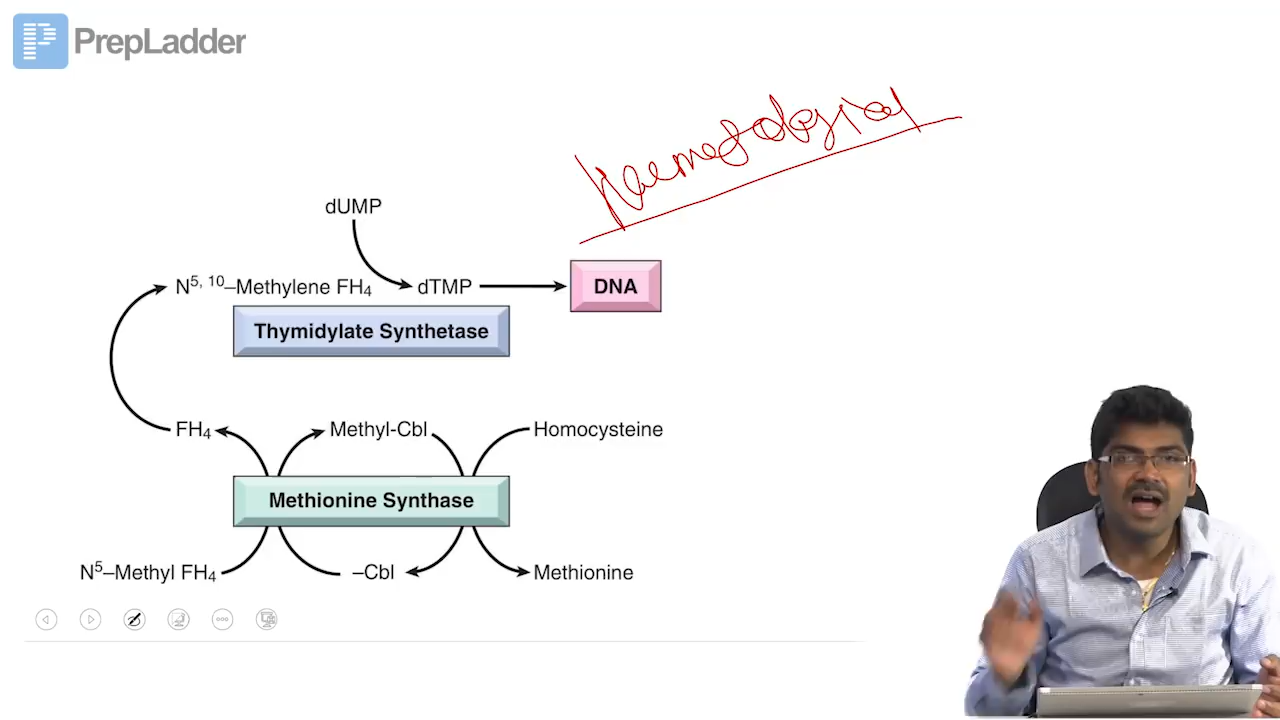 PrepLadder
Haematological
dUMP
N5, 10–Methylene FH4
dTMP
DNA
Thymidylate Synthetase
FH4
Methyl-Cbl
Homocysteine
Methionine Synthase
N5–Methyl FH4
–Cbl
Methionine